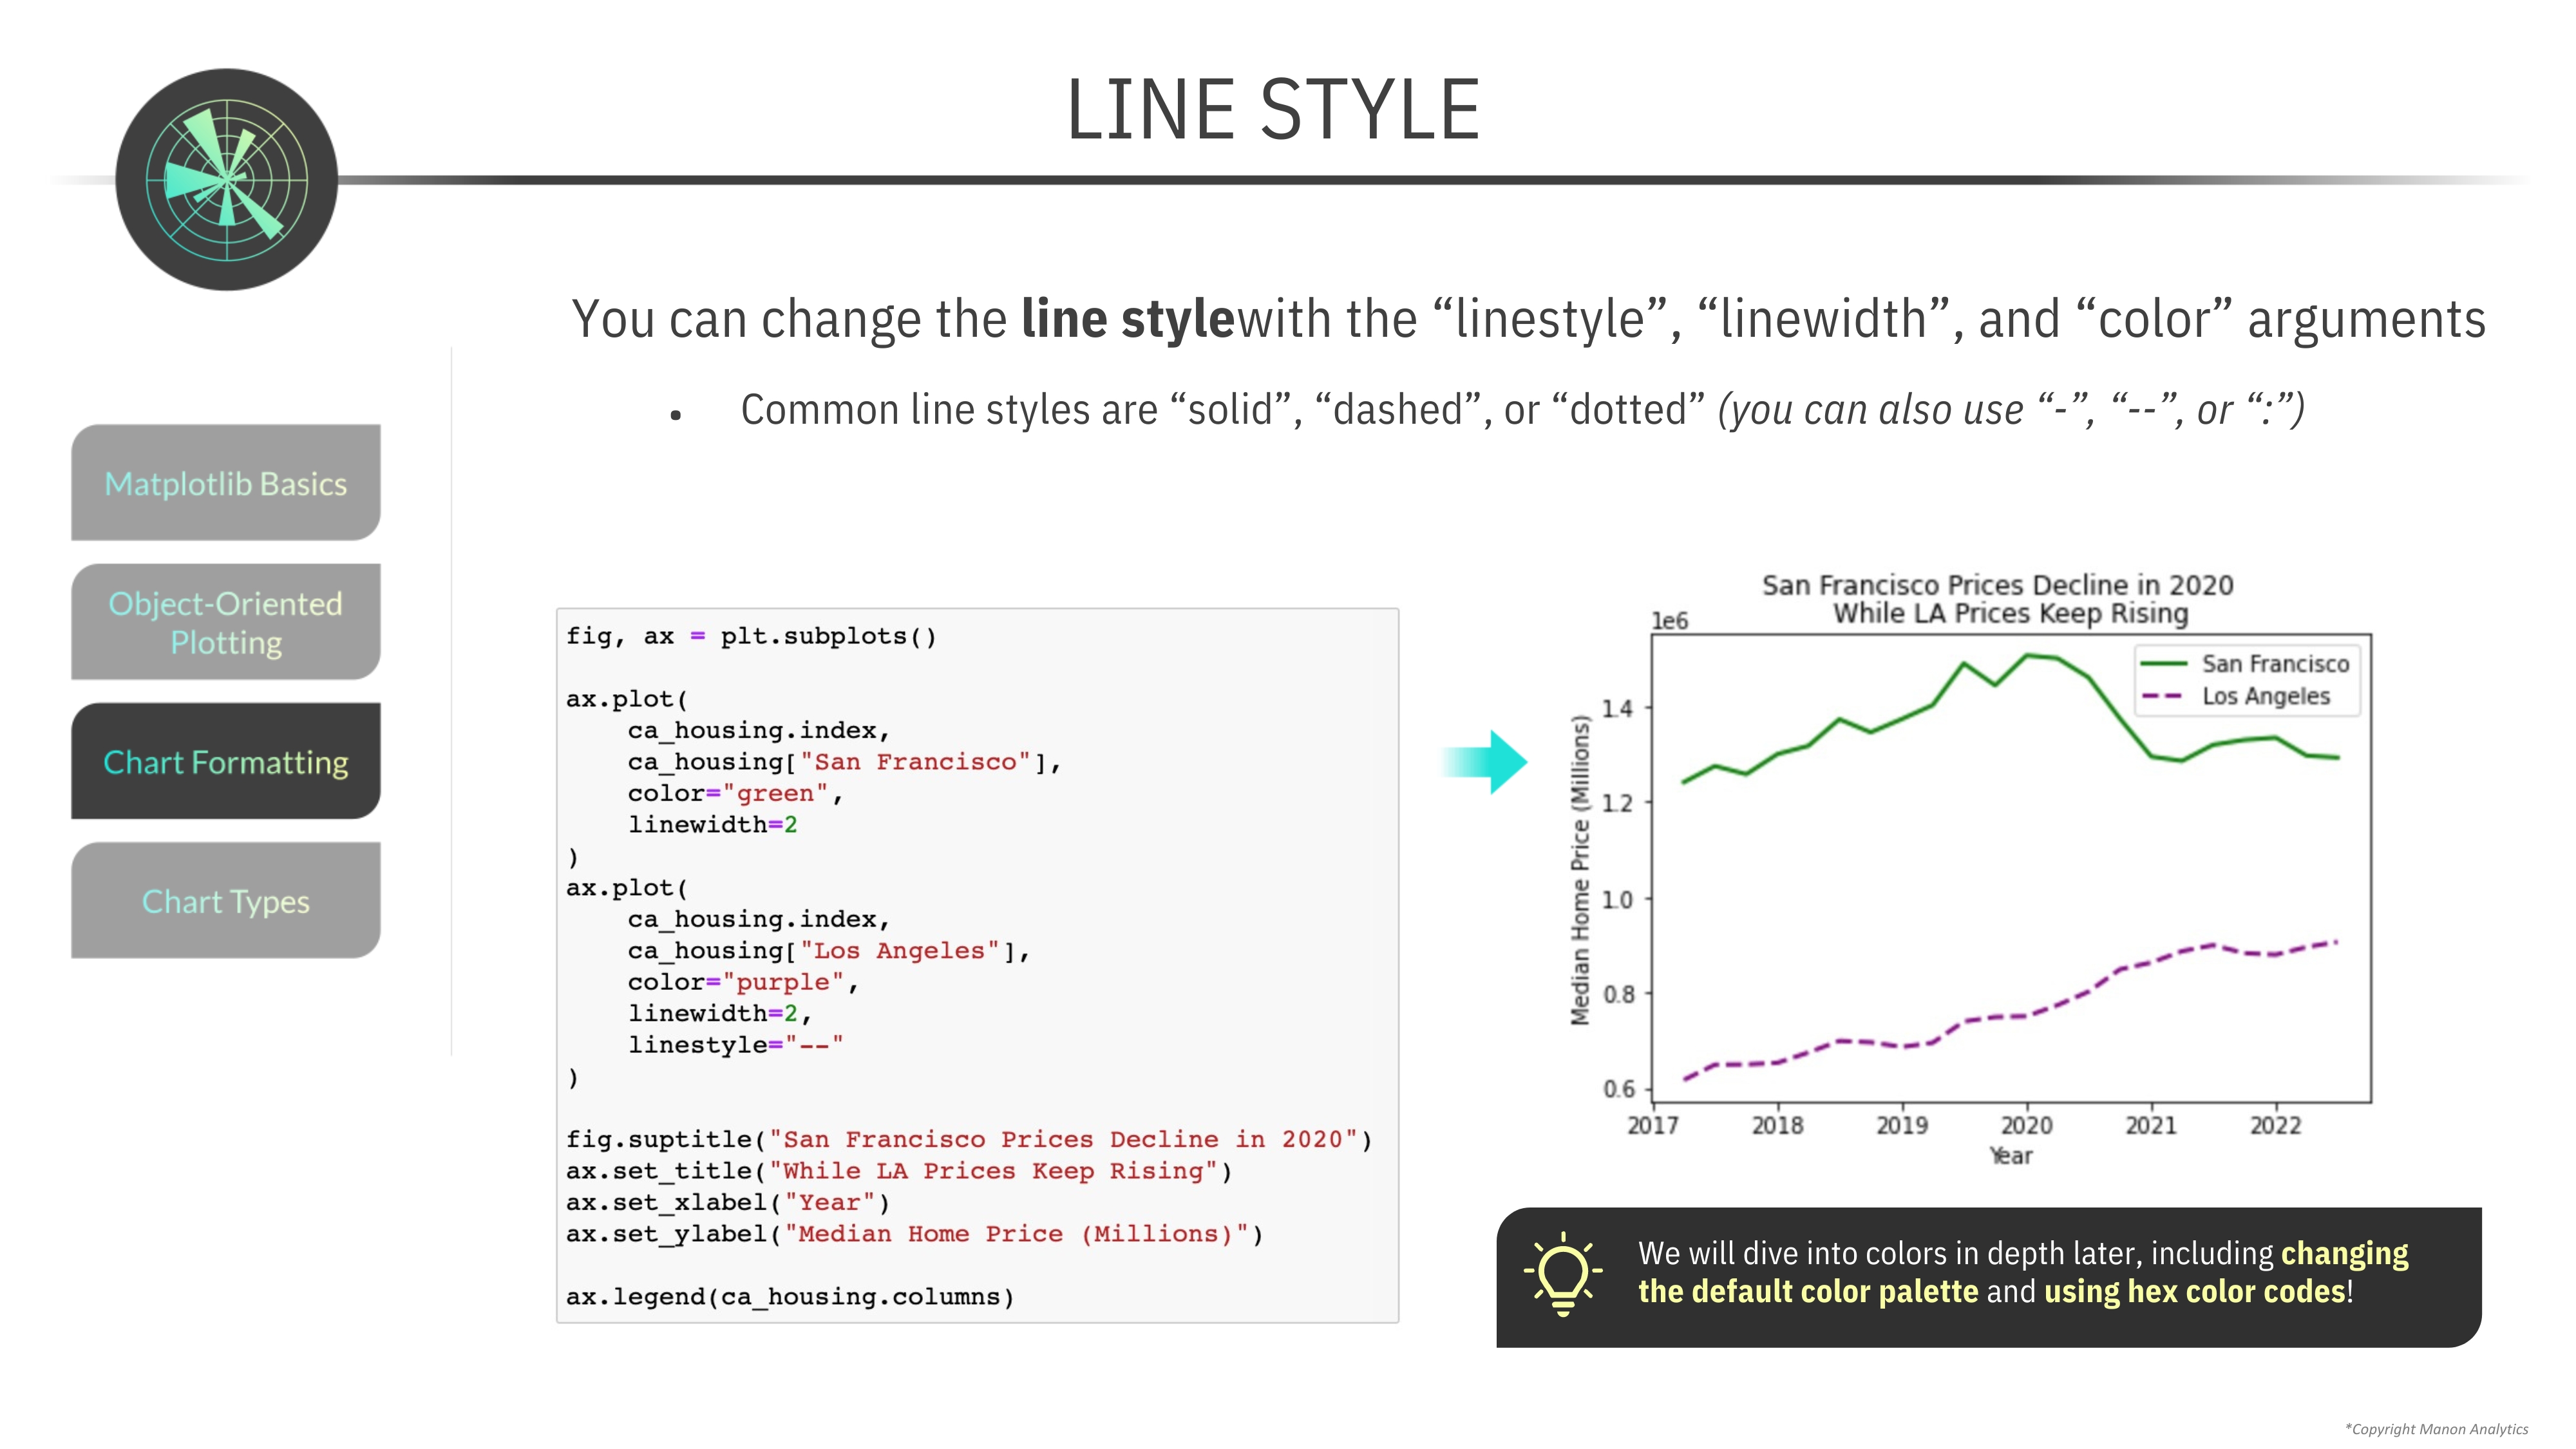 LINE STYLE
You can change the line stylewith the “linestyle”, “linewidth”, and “color” arguments
• Common line styles are “solid”, “dashed”, or “dotted” (you can also use “-”, “--”, or “:”)
Matplotlib Basics
Object-Oriented
Plotting
Chart Formatting
Chart Types
fig, ax = plt.subplots()
ax.plot(
    ca_housing.index,
    ca_housing["San Francisco"],
    color="green",
    linewidth=2
)
ax.plot(
    ca_housing.index,
    ca_housing["Los Angeles"],
    color="purple",
    linewidth=2,
    linestyle="--"
)
fig.suptitle("San Francisco Prices Decline in 2020")
ax.set_title("While LA Prices Keep Rising")
ax.set_xlabel("Year")
ax.set_ylabel("Median Home Price (Millions)")
ax.legend(ca_housing.columns)
San Francisco Prices Decline in 2020
While LA Prices Keep Rising
1e6
San Francisco
Los Angeles
Median Home Price (Millions)
1.4
1.2
1.0
0.8
0.6
2017 2018 2019 2020 2021 2022
Year
We will dive into colors in depth later, including changing
the default color palette and using hex color codes!
*Copyright Manon Analytics